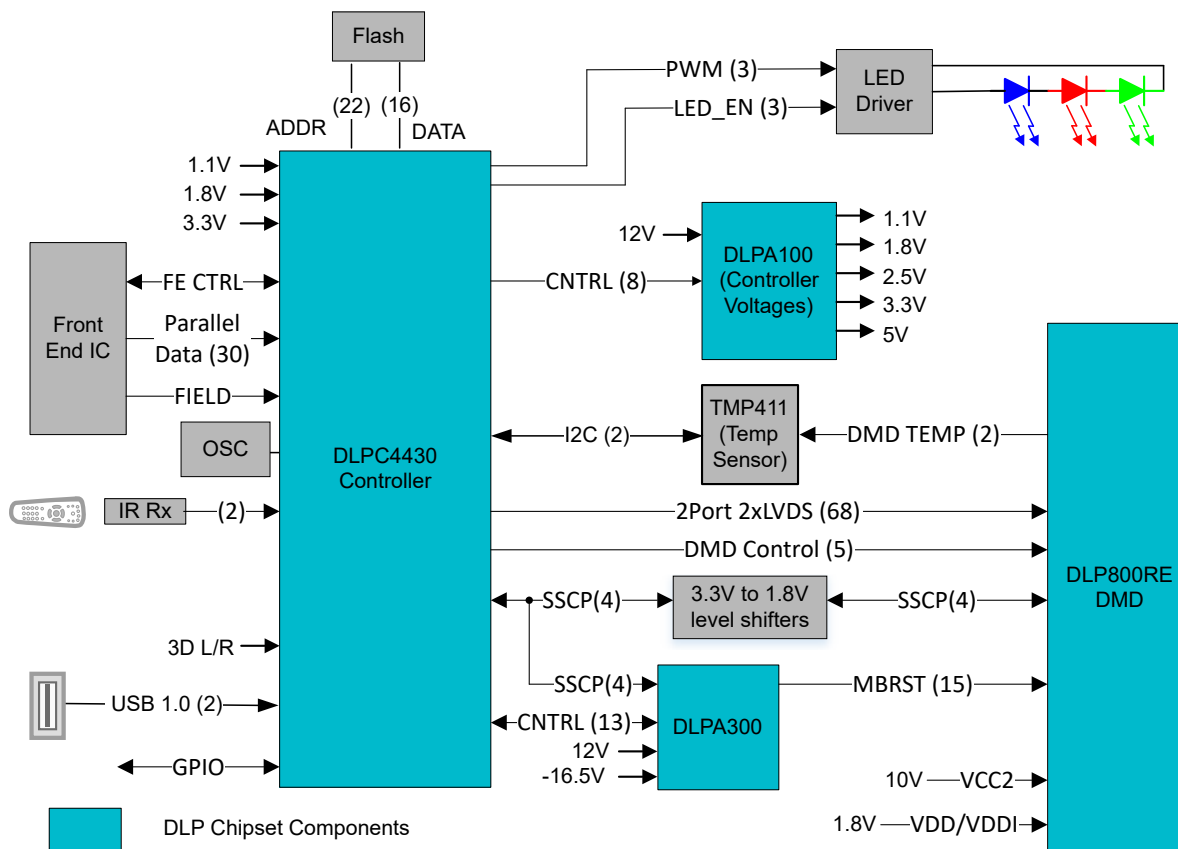 Flash
(22)
(16)
ADDR
DATA
PWM (3)
LED_EN (3)
LED
Driver
1.1V
1.8V
3.3V
12V
DLPA100
(Controller
Voltages)
1.1V
1.8V
2.5V
3.3V
5V
CNTRL (8)
Front
End IC
FE CTRL
Parallel
Data (30)
FIELD
OSC
DLPC4430
Controller
I2C (2)
TMP411
(Temp
Sensor)
DMD TEMP (2)
IR Rx
(2)
2Port 2xLVDS (68)
DMD Control (5)
DLP800RE
DMD
SSCP(4)
3.3V to 1.8V
level shifters
SSCP(4)
3D L/R
SSCP(4)
MBRST (15)
USB 1.0 (2)
CNTRL (13)
DLPA300
12V
-16.5V
GPIO
10V
VCC2
1.8V
VDD/VDDI
DLP Chipset Components